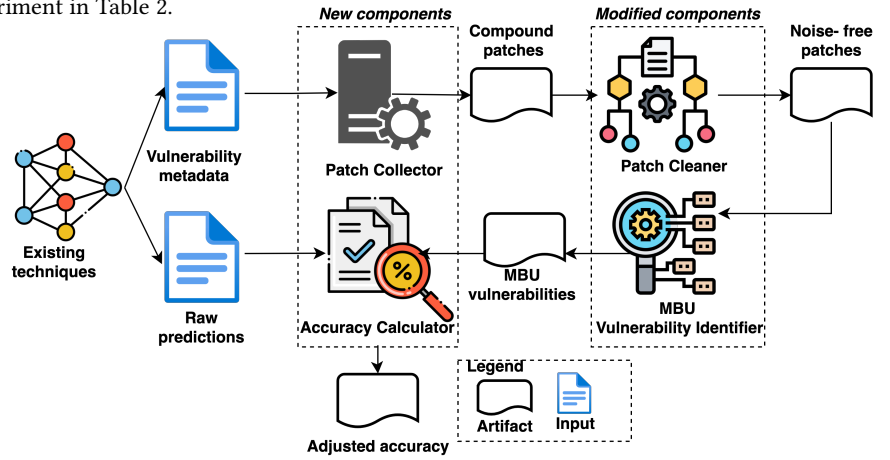 riment in Table 2.
New components
Modified components
Compound
patches
Noise- free
patches
Vulnerability
metadata
Patch Collector
Patch Cleaner
Existing
techniques
Raw
predictions
%
Accuracy Calculator
MBU
vulnerabilities
MBU
Vulnerability Identifier
Adjusted accuracy
Legend
Artifact
Input